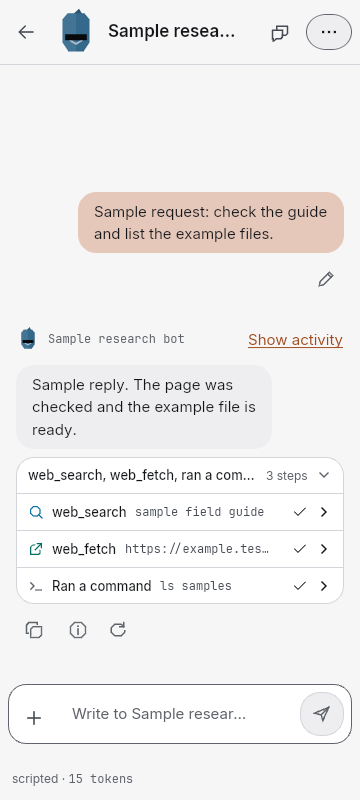 Sample resea...
Sample request: check the guide
and list the example files.
Sample research bot
Show activity
Sample reply. The page was
checked and the example file is
ready.
web_search, web_fetch, ran a com... 3 steps
web_search sample field guide
web_fetch https://example.tes...
Ran a command ls samples
Write to Sample resear...
scripted · 15 tokens